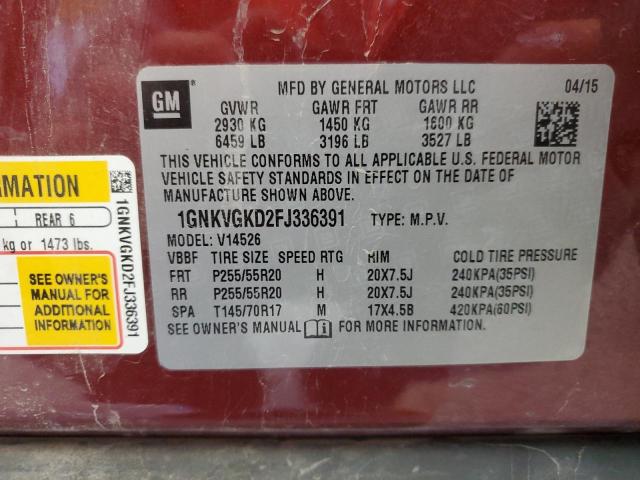 GM
®
MFD BY GENERAL MOTORS LLC 04/15
GVWR GAWR FRT GAWR RR
2930 KG 1450 KG 1600 KG
6459 LB 3196 LB 3527 LB
THIS VEHICLE CONFORMS TO ALL APPLICABLE U.S. FEDERAL MOTOR
VEHICLE SAFETY STANDARDS IN EFFECT ON THE DATE OF
MANUFACTURE SHOWN ABOVE.
1GNKVGKD2FJ336391 TYPE: M.P.V.
MODEL: V14526
VBBF TIRE SIZE SPEED RTG RIM COLD TIRE PRESSURE
FRT P255/55R20 H 20X7.5J 240KPA(35PSI)
RR P255/55R20 H 20X7.5J 240KPA(35PSI)
SPA T145/70R17 M 17X4.5B 420KPA(60PSI)
SEE OWNER'S MANUAL FOR MORE INFORMATION.
RMATION
REAR 6
kg or 1473 lbs.
SEE OWNER'S
MANUAL FOR
ADDITIONAL
INFORMATION
1GNKVGKD2FJ336391